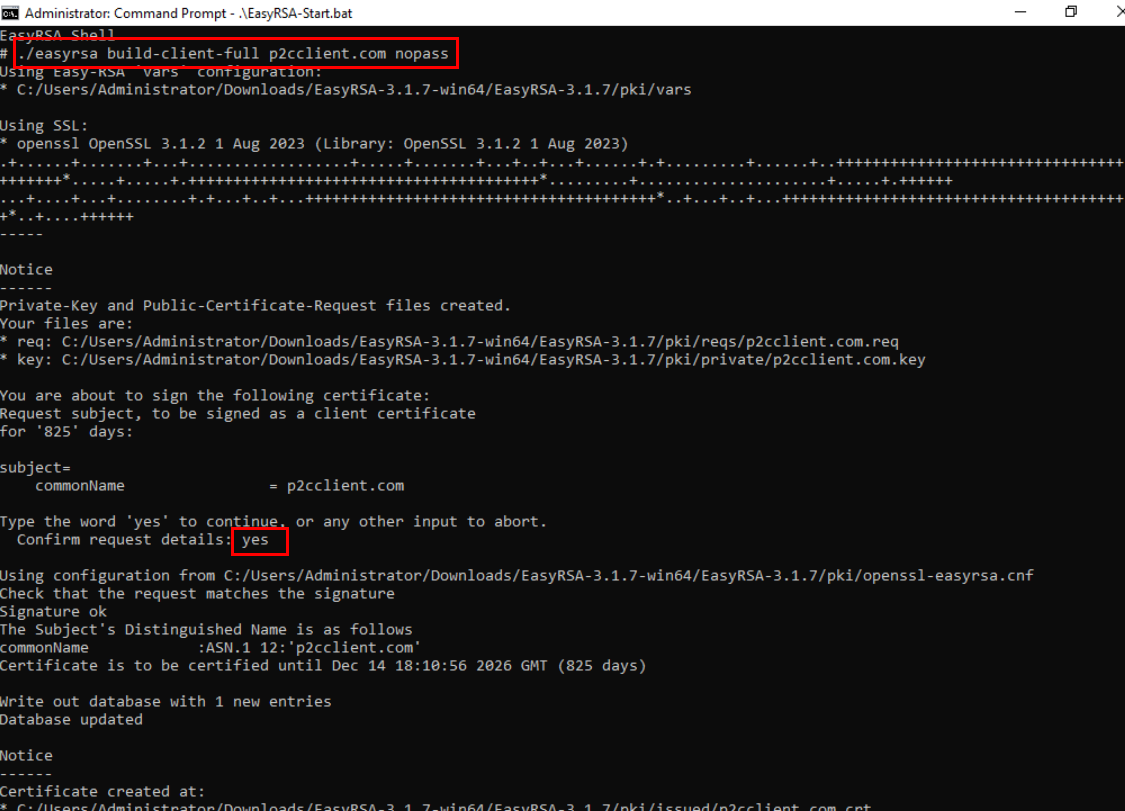 Administrator: Command Prompt - .\EasyRSA-Start.bat
EasyRSA Shell
# ./easyrsa build-client-full p2cclient.com nopass
Using Easy-RSA 'vars' configuration:
* C:/Users/Administrator/Downloads/EasyRSA-3.1.7-win64/EasyRSA-3.1.7/pki/vars
Using SSL:
* openssl OpenSSL 3.1.2 1 Aug 2023 (Library: OpenSSL 3.1.2 1 Aug 2023)
.+......+.......+...+..................+.....+.......+...+..+...+......+.+.........+......+..++++++++++++++++++++++++++++++++
+++++++*.....+.....+.+++++++++++++++++++++++++++++++++++++++*.........+.....................+.....+.++++++
...+....+...+........+.+...+..+...+++++++++++++++++++++++++++++++++++++++*..+...+..+...++++++++++++++++++++++++++++++++++++++
+*..+....++++++
-----
Notice
------
Private-Key and Public-Certificate-Request files created.
Your files are:
* req: C:/Users/Administrator/Downloads/EasyRSA-3.1.7-win64/EasyRSA-3.1.7/pki/reqs/p2cclient.com.req
* key: C:/Users/Administrator/Downloads/EasyRSA-3.1.7-win64/EasyRSA-3.1.7/pki/private/p2cclient.com.key
You are about to sign the following certificate:
Request subject, to be signed as a client certificate
for '825' days:
subject=
commonName = p2cclient.com
Type the word 'yes' to continue, or any other input to abort.
Confirm request details: yes
Using configuration from C:/Users/Administrator/Downloads/EasyRSA-3.1.7-win64/EasyRSA-3.1.7/pki/openssl-easyrsa.cnf
Check that the request matches the signature
Signature ok
The Subject's Distinguished Name is as follows
commonName :ASN.1 12:'p2cclient.com'
Certificate is to be certified until Dec 14 18:10:56 2026 GMT (825 days)
Write out database with 1 new entries
Database updated
Notice
------
Certificate created at:
* C:/Users/Administrator/Downloads/EasyRSA-3.1.7-win64/EasyRSA-3.1.7/pki/issued/p2cclient.com.crt